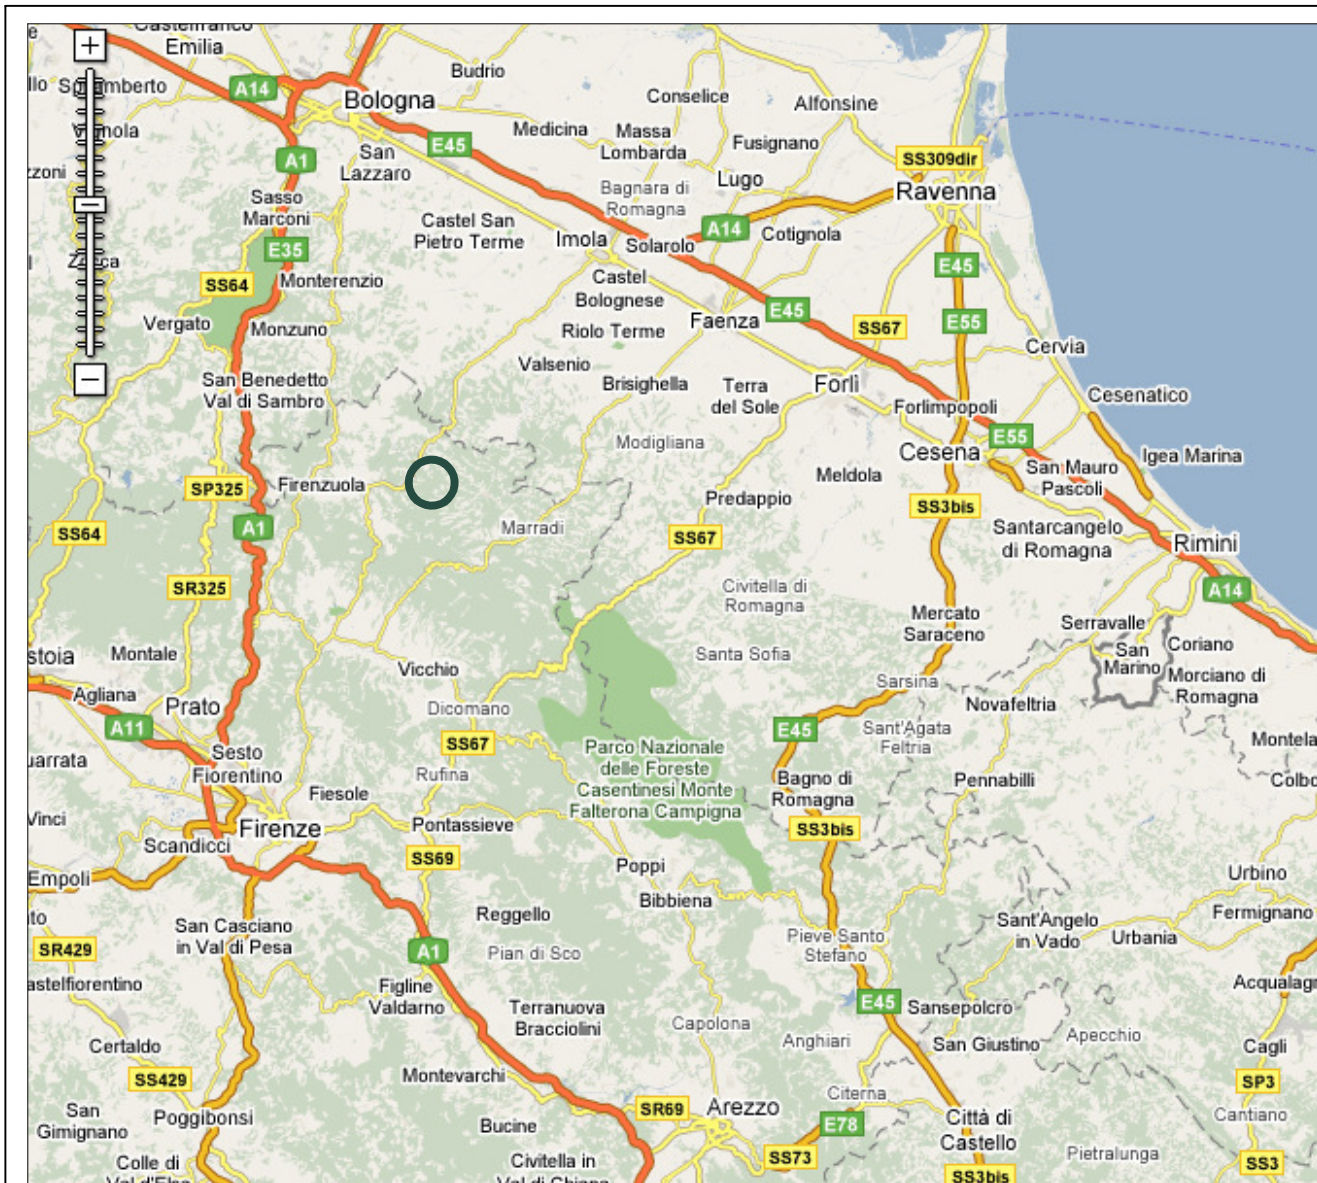 Castelfranco
Emilia
Budrio
A14
Bologna
Conselice
Alfonsine
Medicina
Massa
Lombarda
Fusignano
E45
A1
San
Lazzaro
SS309dir
Ravenna
Lugo
Bagnara di
Romagna
Sasso
Marconi
Castel San
Pietro Terme
Imola
Solarolo
A14
Cotignola
E35
E45
SS64
Monterenzio
Castel
Bolognese
Vergato
Monzuno
Riolo Terme
Faenza
E45
SS67
E55
Cervia
Valsenio
San Benedetto
Val di Sambro
Brisighella
Terra
del Sole
Forlì
Forlimpopoli
Cesenatico
Modigliana
E55
Cesena
Igea Marina
San Mauro
Pascoli
Meldola
SP325
Firenzuola
Predappio
SS3bis
SS64
A1
Marradi
SS67
Santarcangelo
di Romagna
Rimini
SR325
Civitella di
Romagna
A14
Mercato
Saraceno
Serravalle
San
Marino
Coriano
stoia
Montale
Vicchio
Santa Sofia
Morciano di
Romagna
Agliana
Prato
Sarsina
Novafeltria
Dicomano
A11
SS67
E45
Sant'Agata
Feltria
Montela
uarrata
Sesto
Fiorentino
Rufina
Parco Nazionale
delle Foreste
Casentinesi Monte
Falterona Campigna
Bagno di
Romagna
Pennabilli
Colbo
Fiesole
Vinci
Firenze
Pontassieve
SS3bis
Scandicci
SS69
Poppi
Empoli
Bibbiena
Urbino
Reggello
Fermignano
San Casciano
in Val di Pesa
Sant'Angelo
in Vado
Urbania
SR429
A1
Pian di Sco
Pieve Santo
Stefano
astelfiorentino
Figline
Valdarno
Acqualagn
Terranuova
Bracciolini
E45
Sansepolcro
Capolona
Anghiari
San Giustino
Apecchio
Certaldo
Cagli
SS429
Montevarchi
SP3
Citerna
San
Gimignano
Poggibonsi
SR69
Arezzo
E78
Città di
Castello
Cantiano
Bucine
Colle di
Civitella in
SS73
Pietralunga
SS3bis
SS3